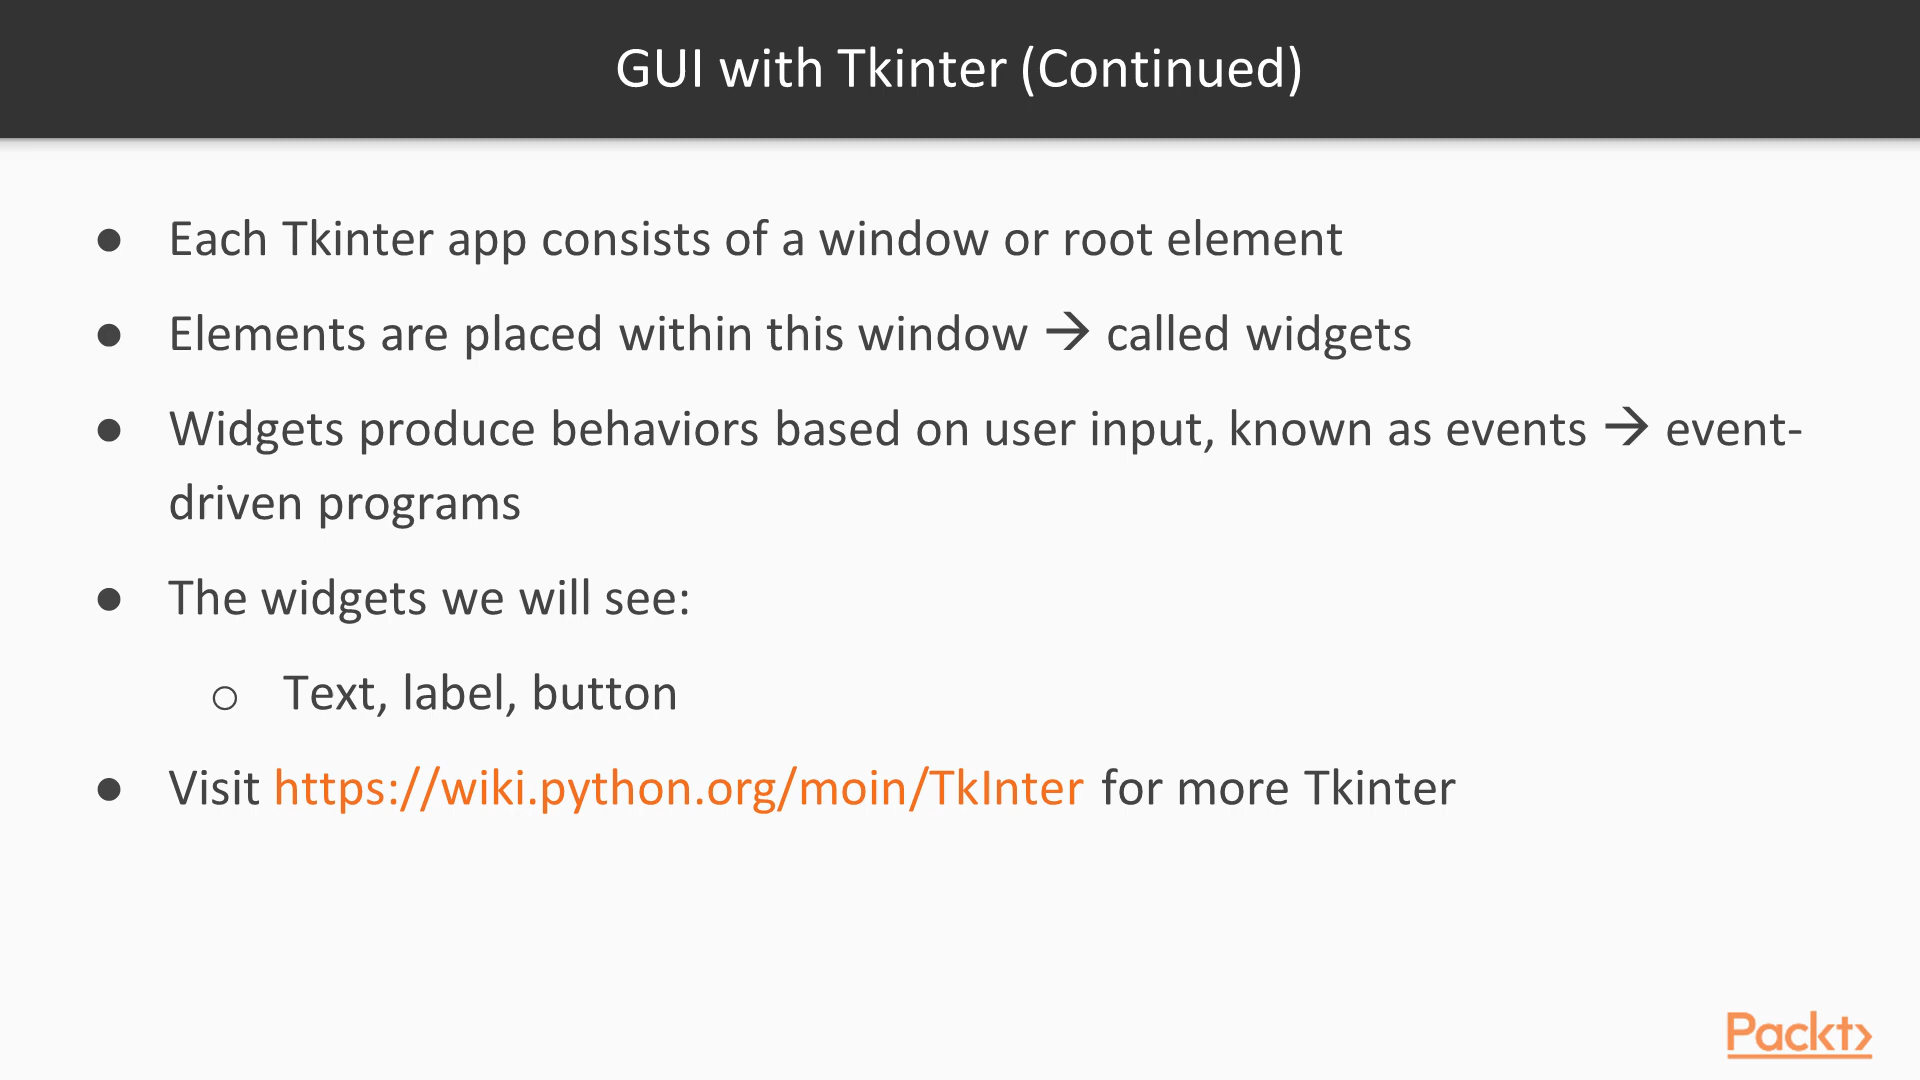 GUI with Tkinter (Continued)
● Each Tkinter app consists of a window or root element
● Elements are placed within this window → called widgets
● Widgets produce behaviors based on user input, known as events → event-
driven programs
● The widgets we will see:
○ Text, label, button
● Visit https://wiki.python.org/moin/TkInter for more Tkinter
Packt>